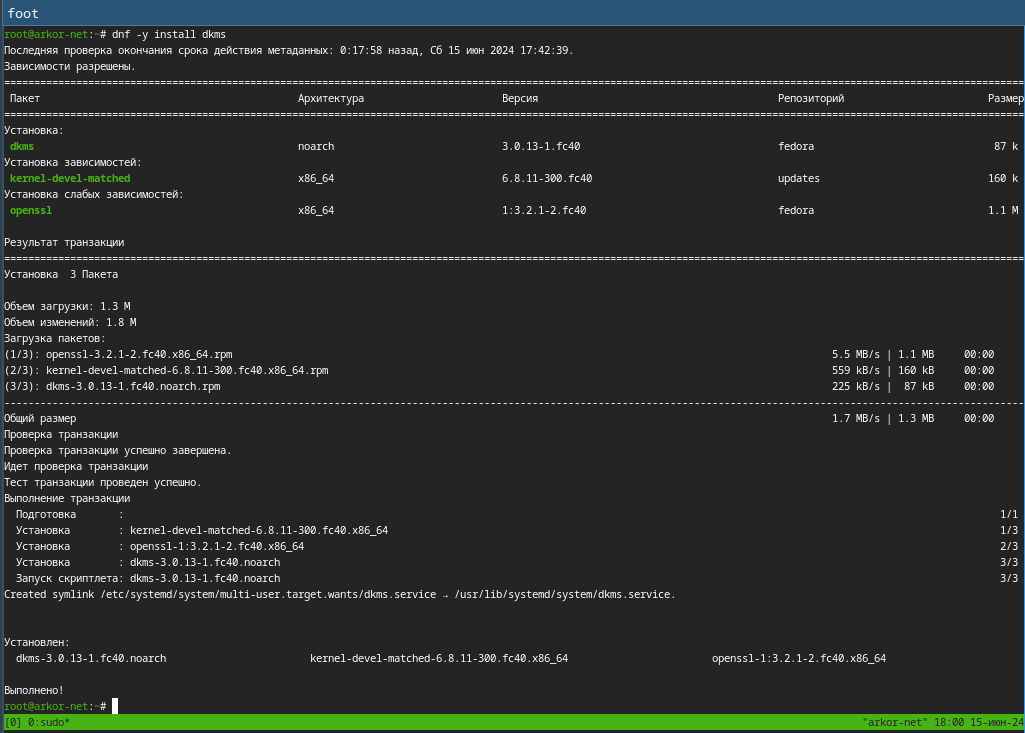 foot
root@arkor-net:~# dnf -y install dkms
Последняя проверка окончания срока действия метаданных: 0:17:58 назад, Сб 15 июн 2024 17:42:39.
Зависимости разрешены.
Пакет Архитектура Версия Репозиторий Размер
Установка:
dkms noarch 3.0.13-1.fc40 fedora 87 k
Установка зависимостей:
kernel-devel-matched x86_64 6.8.11-300.fc40 updates 160 k
Установка слабых зависимостей:
openssl x86_64 1:3.2.1-2.fc40 fedora 1.1 M
Результат транзакции
Установка 3 Пакета
Объем загрузки: 1.3 M
Объем изменений: 1.8 M
Загрузка пакетов:
(1/3): openssl-3.2.1-2.fc40.x86_64.rpm 5.5 MB/s | 1.1 MB 00:00
(2/3): kernel-devel-matched-6.8.11-300.fc40.x86_64.rpm 559 kB/s | 160 kB 00:00
(3/3): dkms-3.0.13-1.fc40.noarch.rpm 225 kB/s | 87 kB 00:00
Общий размер 1.7 MB/s | 1.3 MB 00:00
Проверка транзакции
Проверка транзакции успешно завершена.
Идет проверка транзакции
Тест транзакции проведен успешно.
Выполнение транзакции
Подготовка : 1/1
Установка : kernel-devel-matched-6.8.11-300.fc40.x86_64 1/3
Установка : openssl-1:3.2.1-2.fc40.x86_64 2/3
Установка : dkms-3.0.13-1.fc40.noarch 3/3
Запуск скриптлета: dkms-3.0.13-1.fc40.noarch 3/3
Created symlink /etc/systemd/system/multi-user.target.wants/dkms.service → /usr/lib/systemd/system/dkms.service.
Установлен:
dkms-3.0.13-1.fc40.noarch kernel-devel-matched-6.8.11-300.fc40.x86_64 openssl-1:3.2.1-2.fc40.x86_64
Выполнено!
root@arkor-net:~#
[0] 0:sudo* "arkor-net" 18:00 15-июн-24